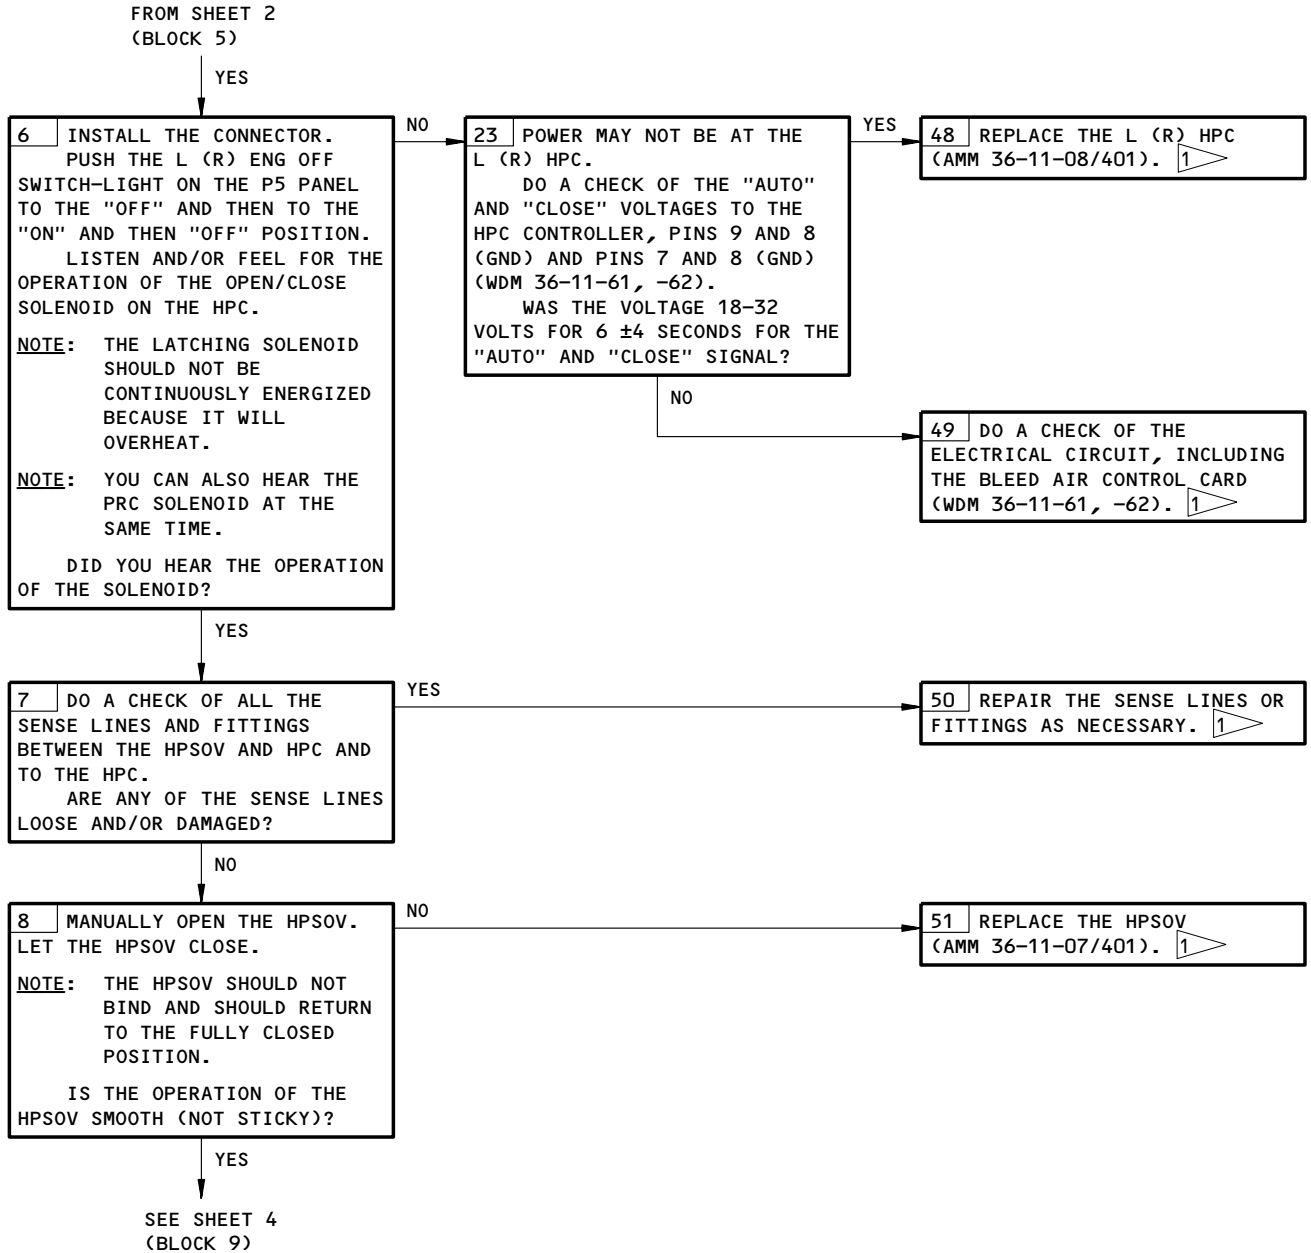 FROM SHEET 2
(BLOCK 5)
YES
6 INSTALL THE CONNECTOR.
PUSH THE L (R) ENG OFF
SWITCH-LIGHT ON THE P5 PANEL
TO THE "OFF" AND THEN TO THE
"ON" AND THEN "OFF" POSITION.
LISTEN AND/OR FEEL FOR THE
OPERATION OF THE OPEN/CLOSE
SOLENOID ON THE HPC.
NOTE: THE LATCHING SOLENOID
SHOULD NOT BE
CONTINUOUSLY ENERGIZED
BECAUSE IT WILL
OVERHEAT.
NOTE: YOU CAN ALSO HEAR THE
PRC SOLENOID AT THE
SAME TIME.
DID YOU HEAR THE OPERATION
OF THE SOLENOID?
NO
23 POWER MAY NOT BE AT THE
L (R) HPC.
DO A CHECK OF THE "AUTO"
AND "CLOSE" VOLTAGES TO THE
HPC CONTROLLER, PINS 9 AND 8
(GND) AND PINS 7 AND 8 (GND)
(WDM 36-11-61, -62).
WAS THE VOLTAGE 18-32
VOLTS FOR 6 ±4 SECONDS FOR THE
"AUTO" AND "CLOSE" SIGNAL?
YES
48 REPLACE THE L (R) HPC
(AMM 36-11-08/401). 1
NO
49 DO A CHECK OF THE
ELECTRICAL CIRCUIT, INCLUDING
THE BLEED AIR CONTROL CARD
(WDM 36-11-61, -62). 1
YES
7 DO A CHECK OF ALL THE
SENSE LINES AND FITTINGS
BETWEEN THE HPSOV AND HPC AND
TO THE HPC.
ARE ANY OF THE SENSE LINES
LOOSE AND/OR DAMAGED?
YES
50 REPAIR THE SENSE LINES OR
FITTINGS AS NECESSARY. 1
NO
8 MANUALLY OPEN THE HPSOV.
LET THE HPSOV CLOSE.
NOTE: THE HPSOV SHOULD NOT
BIND AND SHOULD RETURN
TO THE FULLY CLOSED
POSITION.
IS THE OPERATION OF THE
HPSOV SMOOTH (NOT STICKY)?
NO
51 REPLACE THE HPSOV
(AMM 36-11-07/401). 1
YES
SEE SHEET 4
(BLOCK 9)